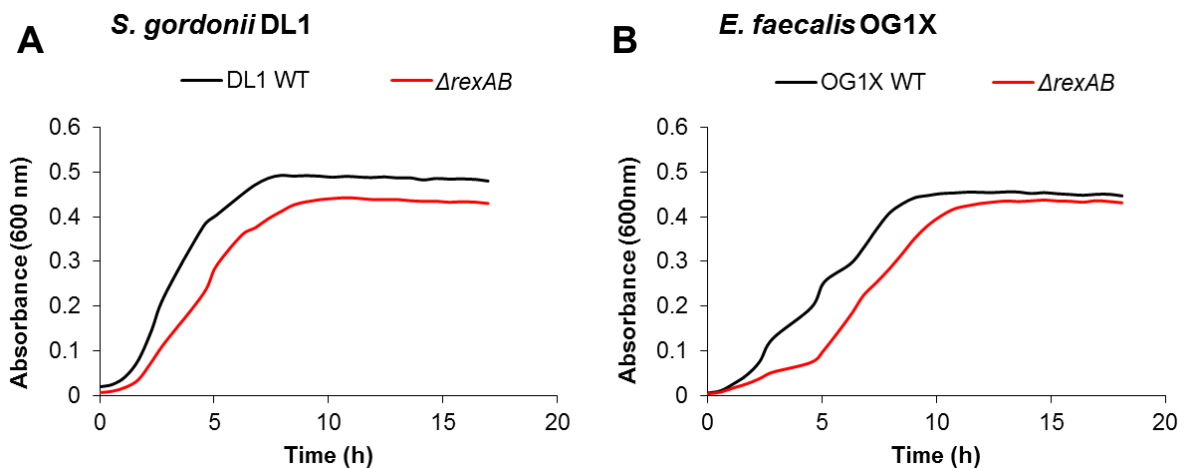 A
S. gordonii DL1
DL1 WT
ΔrexAB
Absorbance (600 nm)
0.6
0.5
0.4
0.3
0.2
0.1
0
0 5 10 15 20
Time (h)
B
E. faecalis OG1X
OG1X WT
ΔrexAB
Absorbance (600nm)
0.6
0.5
0.4
0.3
0.2
0.1
0
0 5 10 15 20
Time (h)